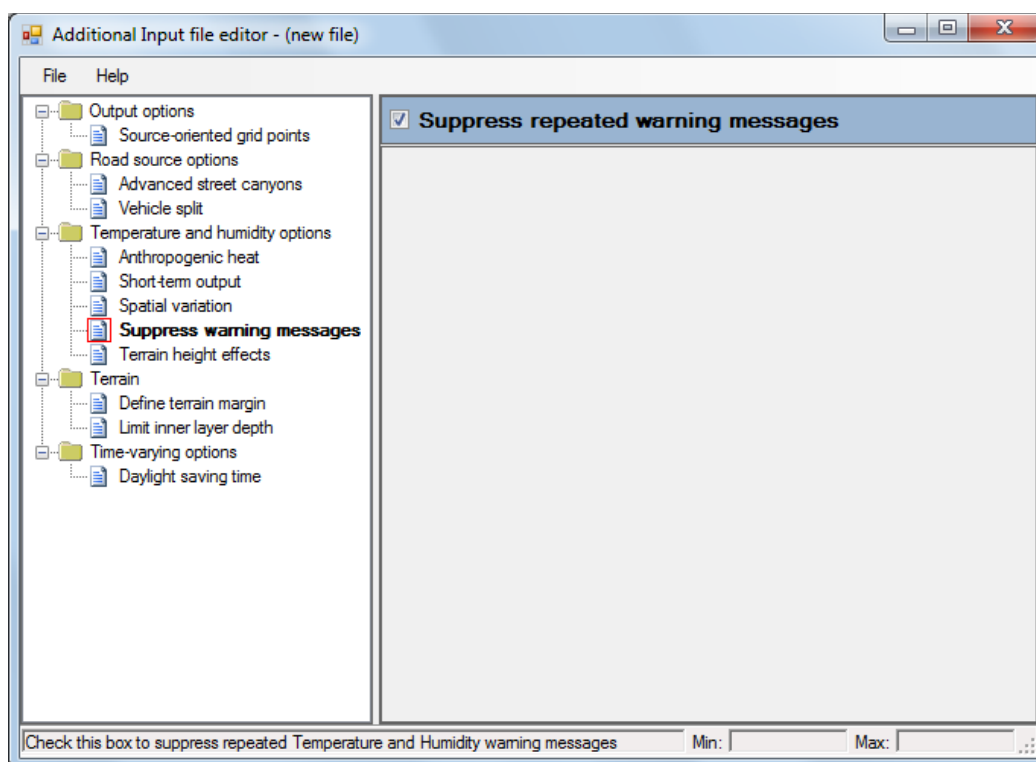 Additional Input file editor - (new file)
File Help
Output options
Source-oriented grid points
Road source options
Advanced street canyons
Vehicle split
Temperature and humidity options
Anthropogenic heat
Short-term output
Spatial variation
Suppress warning messages
Terrain height effects
Terrain
Define terrain margin
Limit inner layer depth
Time-varying options
Daylight saving time
Suppress repeated warning messages
Check this box to suppress repeated Temperature and Humidity warning messages Min: Max: